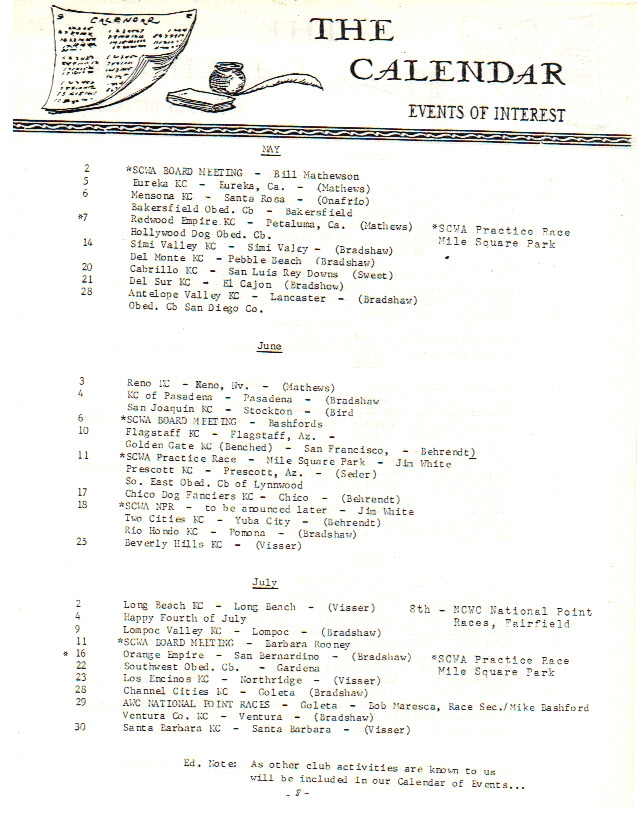 CALENDAR
THE
CALENDAR
EVENTS OF INTEREST
MAY
2 *SCWA BOARD MEETING - Bill Mathewson
5 Eureka KC - Eureka, Ca. - (Mathews)
6 Mensona KC - Santa Rosa - (Onafrio)
Bakersfield Obed. Cb - Bakersfield
*7 Redwood Empire KC - Petaluma, Ca. (Mathews) *SCWA Practice Race
Hollywood Dog Obed. Cb. Mile Square Park
14 Simi Valley KC - Simi Valey - (Bradshaw)
Del Monte KC - Pebble Beach (Bradshaw)
20 Cabrillo KC - San Luis Rey Downs (Sweet)
21 Del Sur KC - El Cajon (Bradshow)
28 Antelope Valley KC - Lancaster - (Bradshaw)
Obed. Cb San Diego Co.
June
3 Reno KC - Reno, Nv. - (Mathews)
4 KC of Pasadena - Pasadena - (Bradshaw
San Joaquin KC - Stockton - (Bird
6 *SCWA BOARD MEETING - Bashfords
10 Flagstaff KC - Flagstaff, Az. -
Golden Gate KC (Benched) - San Francisco, - Behrendt)
11 *SCWA Practice Race - Mile Square Park - Jim White
Prescott KC - Prescott, Az. - (Seder)
So. East Obed. Cb of Lynnwood
17 Chico Dog Fanciers KC - Chico - (Behrendt)
18 *SCWA NPR - to be anounced later - Jim White
Two Cities KC - Yuba City - (Behrendt)
Rio Hondo KC - Pomona - (Bradshaw)
25 Beverly Hills KC - (Visser)
July
2 Long Beach KC - Long Beach - (Visser) 8th - NCWC National Point
4 Happy Fourth of July Races, Fairfield
9 Lompoc Valley KC - Lompoc - (Bradshaw)
11 *SCWA BOARD MEETING - Barbara Rooney
* 16 Orange Empire - San Bernardino - (Bradshaw) *SCWA Practice Race
22 Southwest Obed. Cb. - Gardena Mile Square Park
23 Los Encinos KC - Northridge - (Visser)
28 Channel Cities KC - Goleta (Bradshaw)
29 AWC NATIONAL POINT RACES - Goleta - Bob Maresca, Race Sec./Mike Bashford
Ventura Co. KC - Ventura - (Bradshaw)
30 Santa Barbara KC - Santa Barbara - (Visser)
Ed. Note: As other club activities are known to us
will be included in our Calendar of Events...
- 8 -